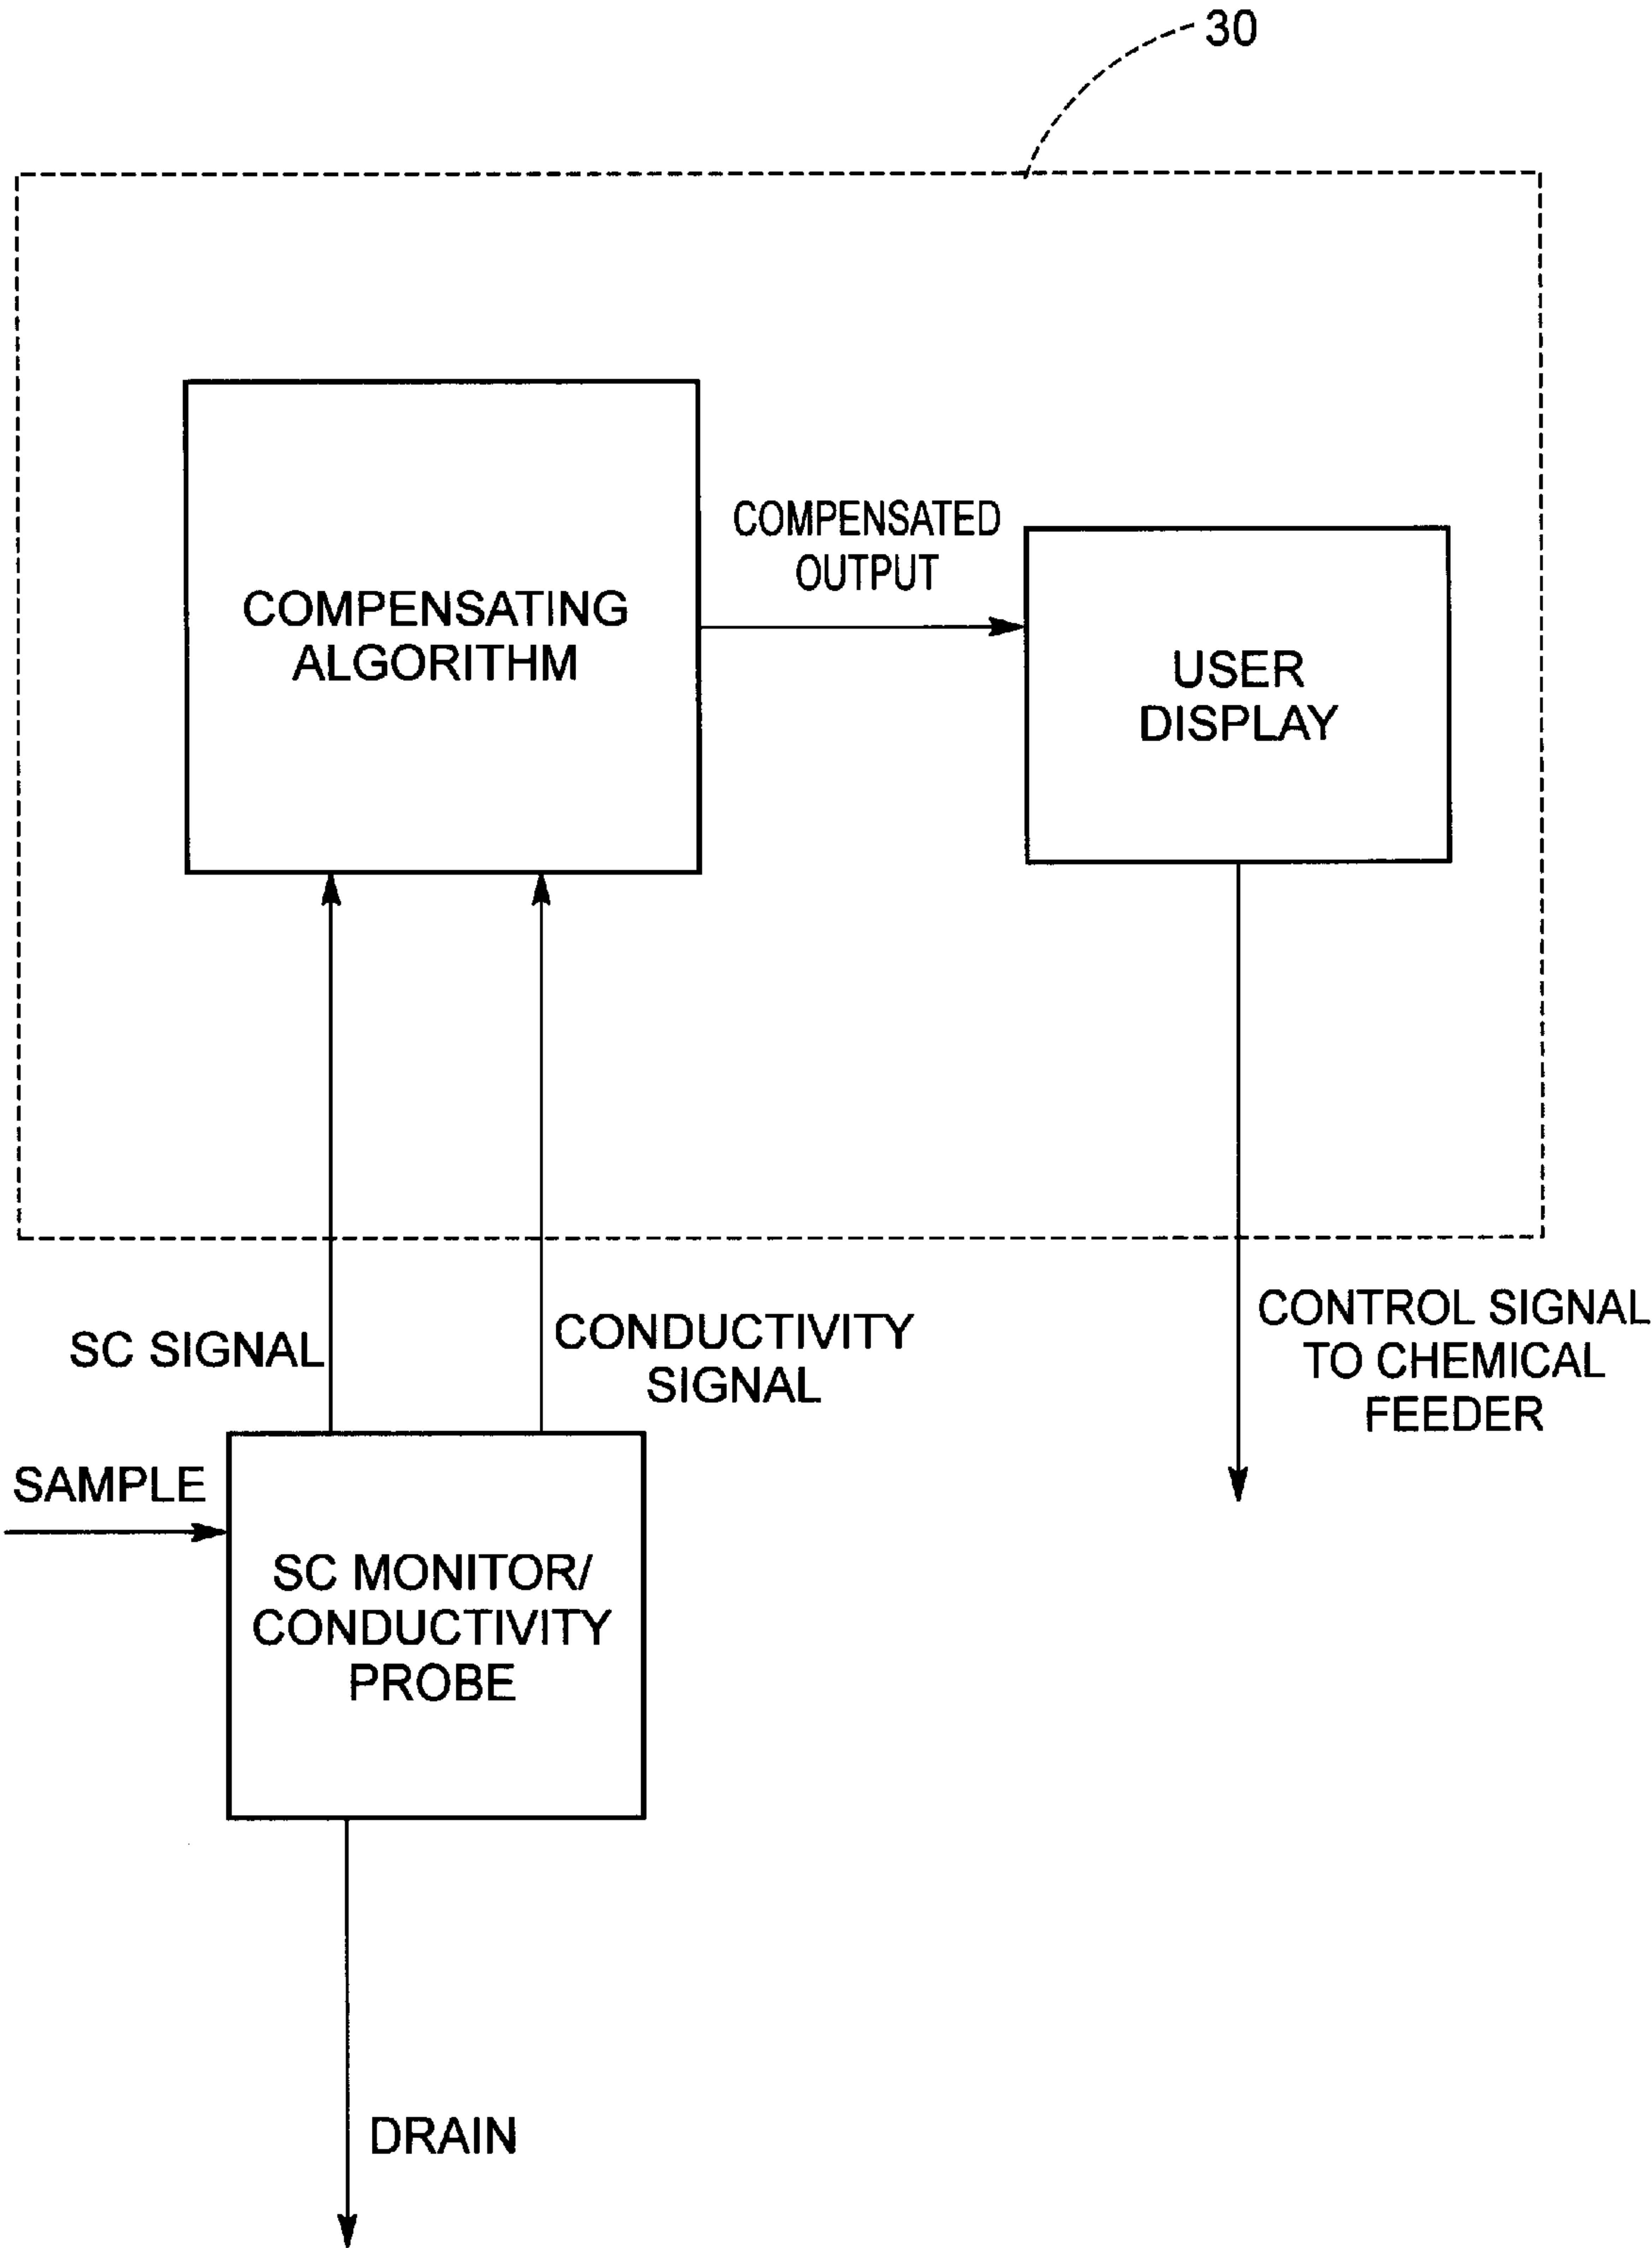 30
COMPENSATING
ALGORITHM
COMPENSATED
OUTPUT
USER
DISPLAY
SC SIGNAL
CONDUCTIVITY
SIGNAL
CONTROL SIGNAL
TO CHEMICAL
FEEDER
SAMPLE
SC MONITOR/
CONDUCTIVITY
PROBE
DRAIN